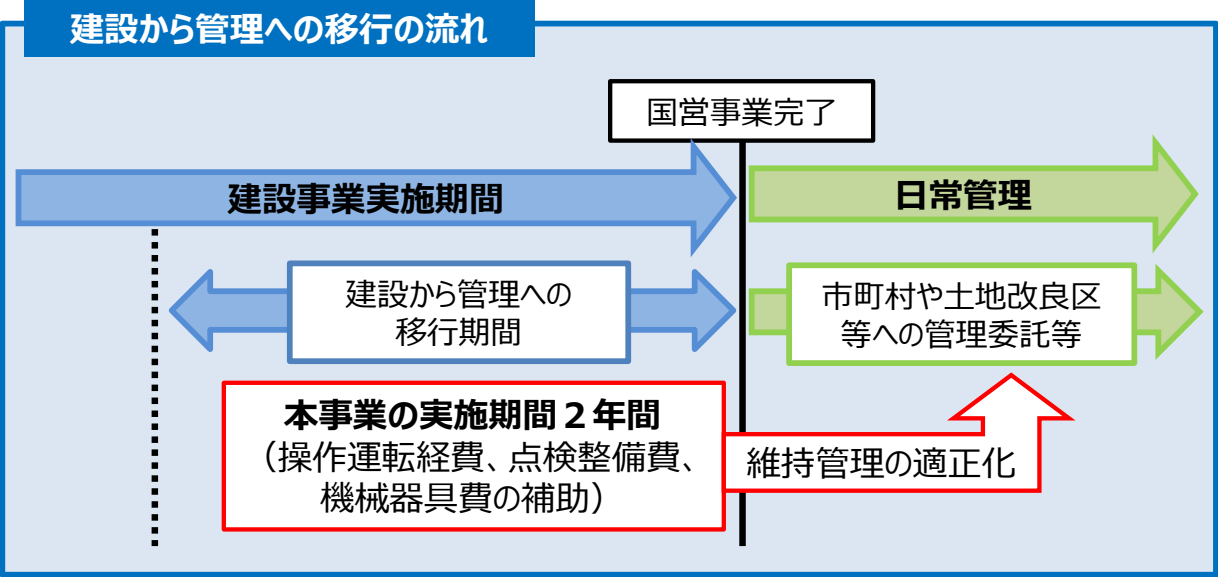 建設から管理への移行の流れ
国営事業完了
建設事業実施期間
日常管理
建設から管理への
移行期間
市町村や土地改良区
等への管理委託等
本事業の実施期間２年間
（操作運転経費、点検整備費、
機械器具費の補助）
維持管理の適正化